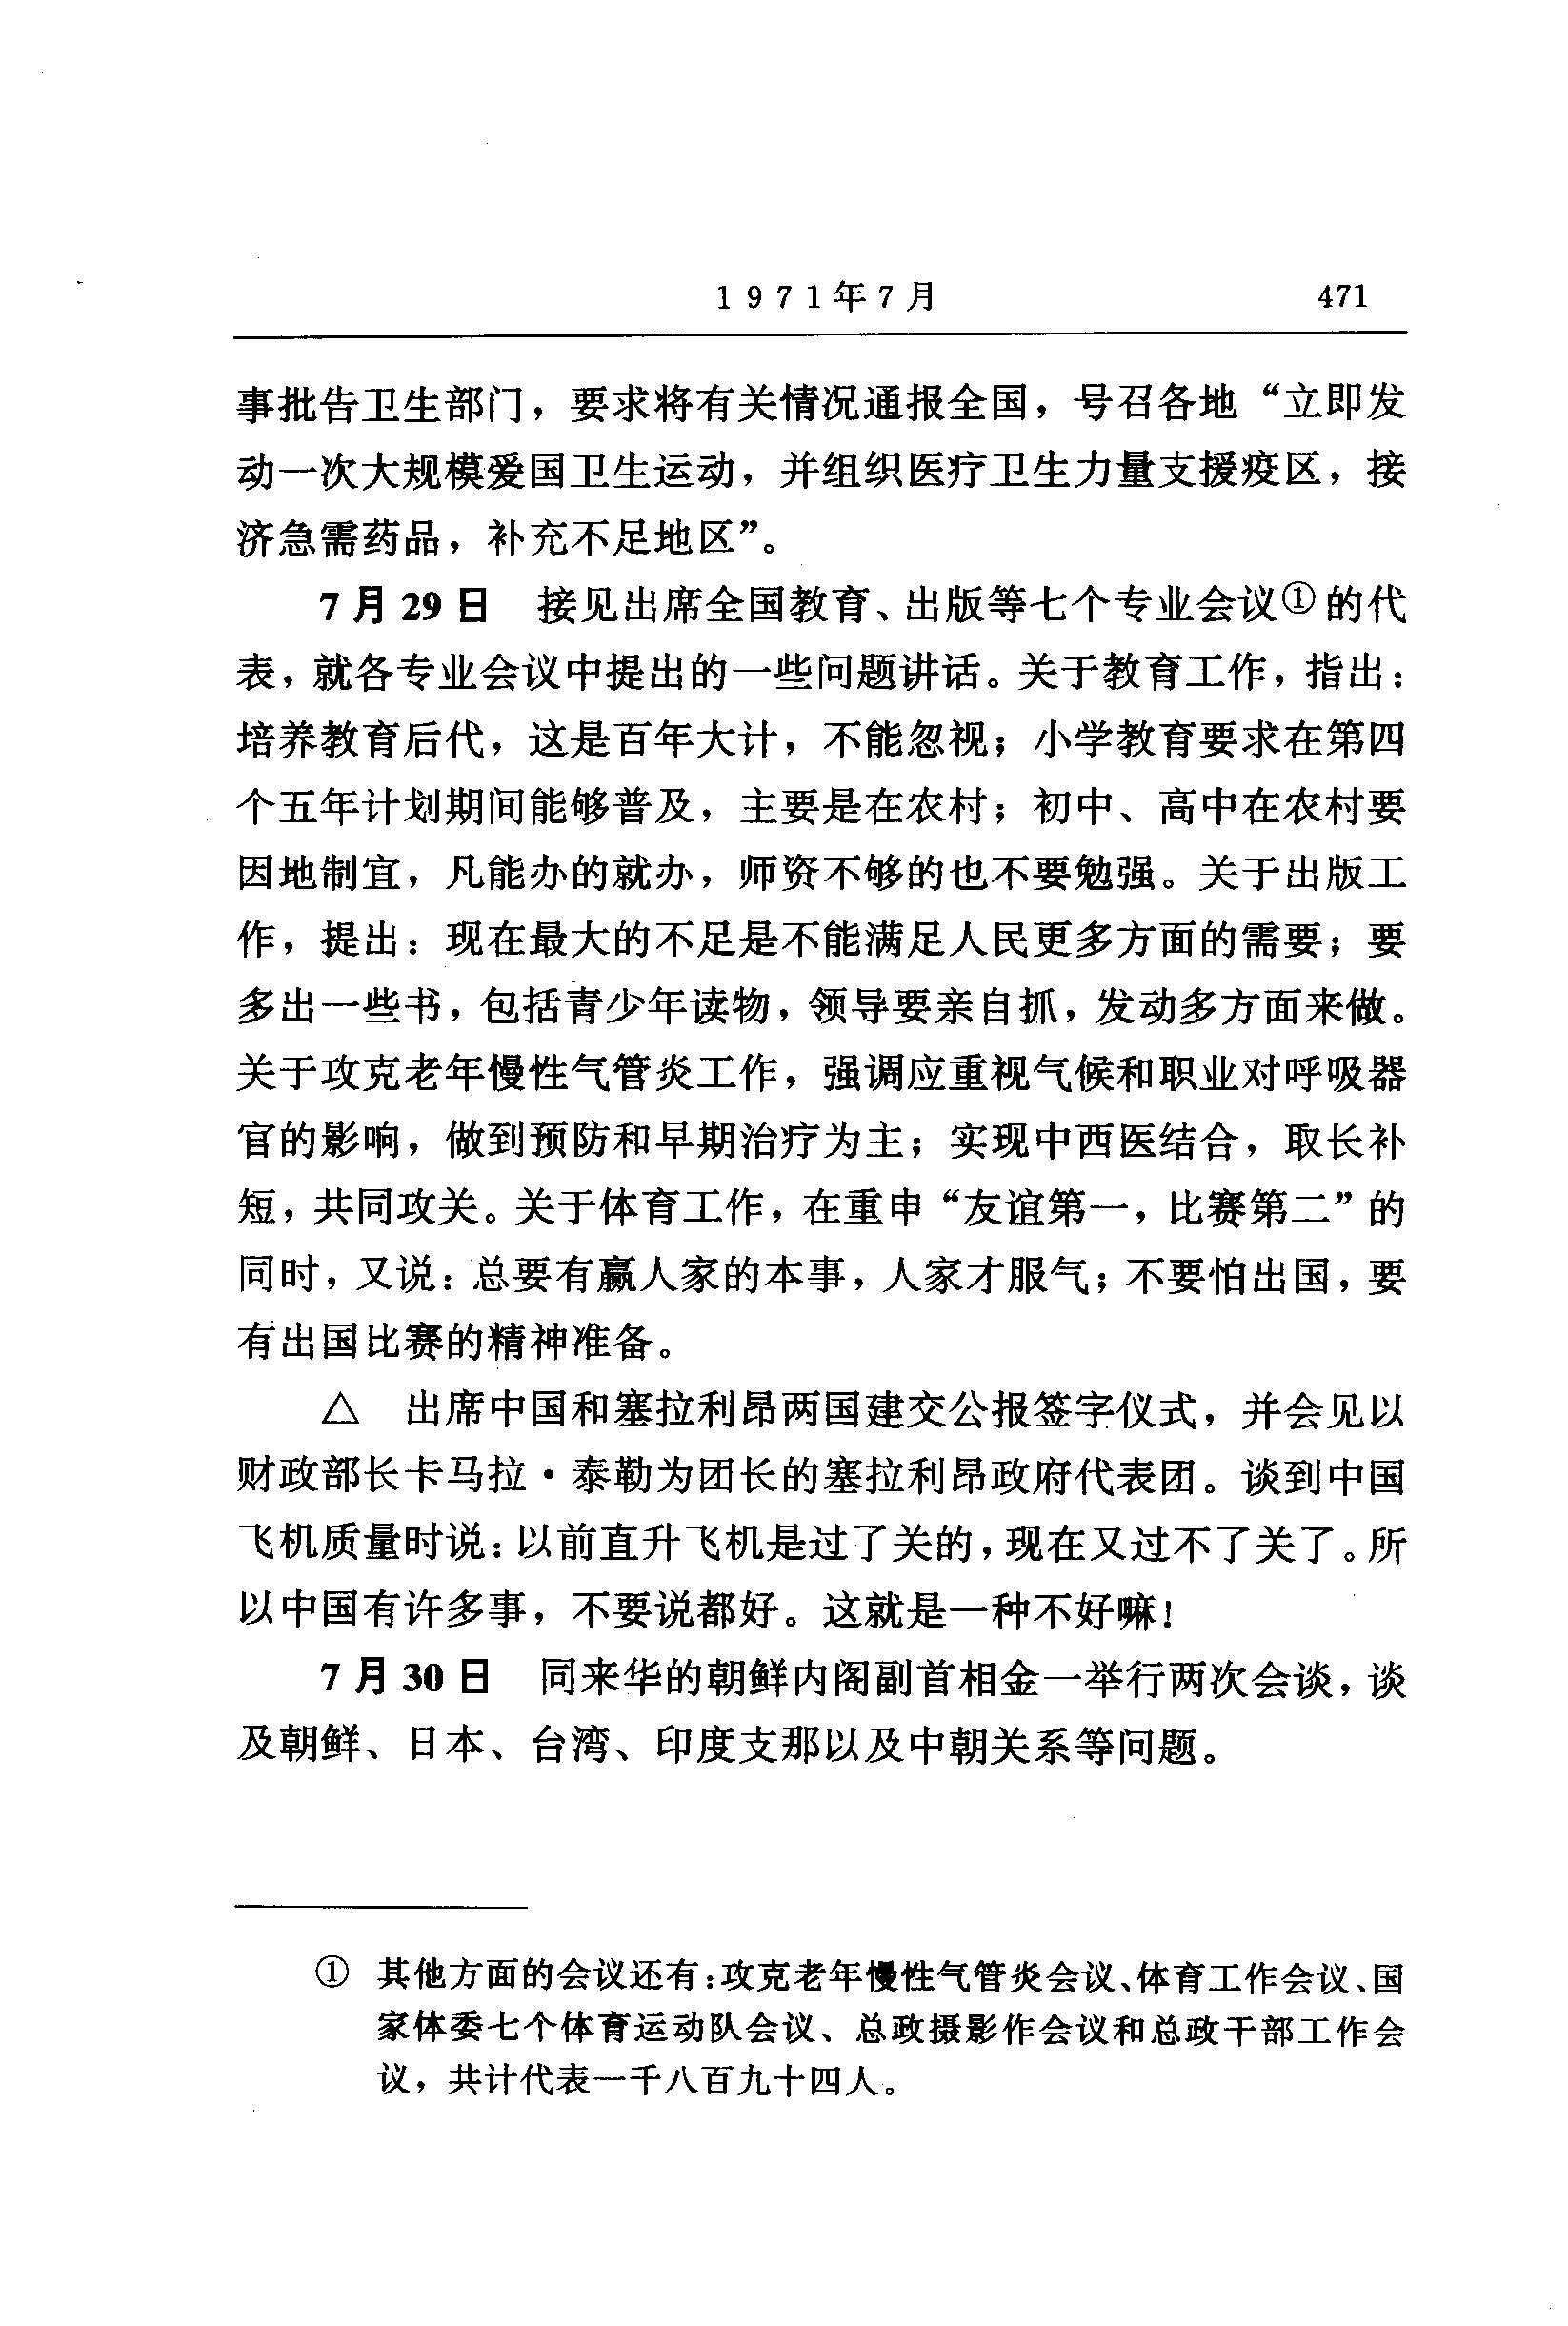 1971年7月 471
事批告卫生部门，要求将有关情况通报全国，号召各地“立即发
动一次大规模爱国卫生运动，并组织医疗卫生力量支援疫区，接
济急需药品，补充不足地区”。
7月29日 接见出席全国教育、出版等七个专业会议①的代
表，就各专业会议中提出的一些问题讲话。关于教育工作，指出：
培养教育后代，这是百年大计，不能忽视；小学教育要求在第四
个五年计划期间能够普及，主要是在农村；初中、高中在农村要
因地制宜，凡能办的就办，师资不够的也不要勉强。关于出版工
作，提出：现在最大的不足是不能满足人民更多方面的需要；要
多出一些书，包括青少年读物，领导要亲自抓，发动多方面来做。
关于攻克老年慢性气管炎工作，强调应重视气候和职业对呼吸器
官的影响，做到预防和早期治疗为主；实现中西医结合，取长补
短，共同攻关。关于体育工作，在重申“友谊第一，比赛第二”的
同时，又说：总要有赢人家的本事，人家才服气；不要怕出国，要
有出国比赛的精神准备。
△ 出席中国和塞拉利昂两国建交公报签字仪式，并会见以
财政部长卡马拉·泰勒为团长的塞拉利昂政府代表团。谈到中国
飞机质量时说：以前直升飞机是过了关的，现在又过不了关了。所
以中国有许多事，不要说都好。这就是一种不好嘛！
7月30日 同来华的朝鲜内阁副首相金一举行两次会谈，谈
及朝鲜、日本、台湾、印度支那以及中朝关系等问题。
① 其他方面的会议还有：攻克老年慢性气管炎会议、体育工作会议、国
家体委七个体育运动队会议、总政摄影作会议和总政干部工作会
议，共计代表一千八百九十四人。